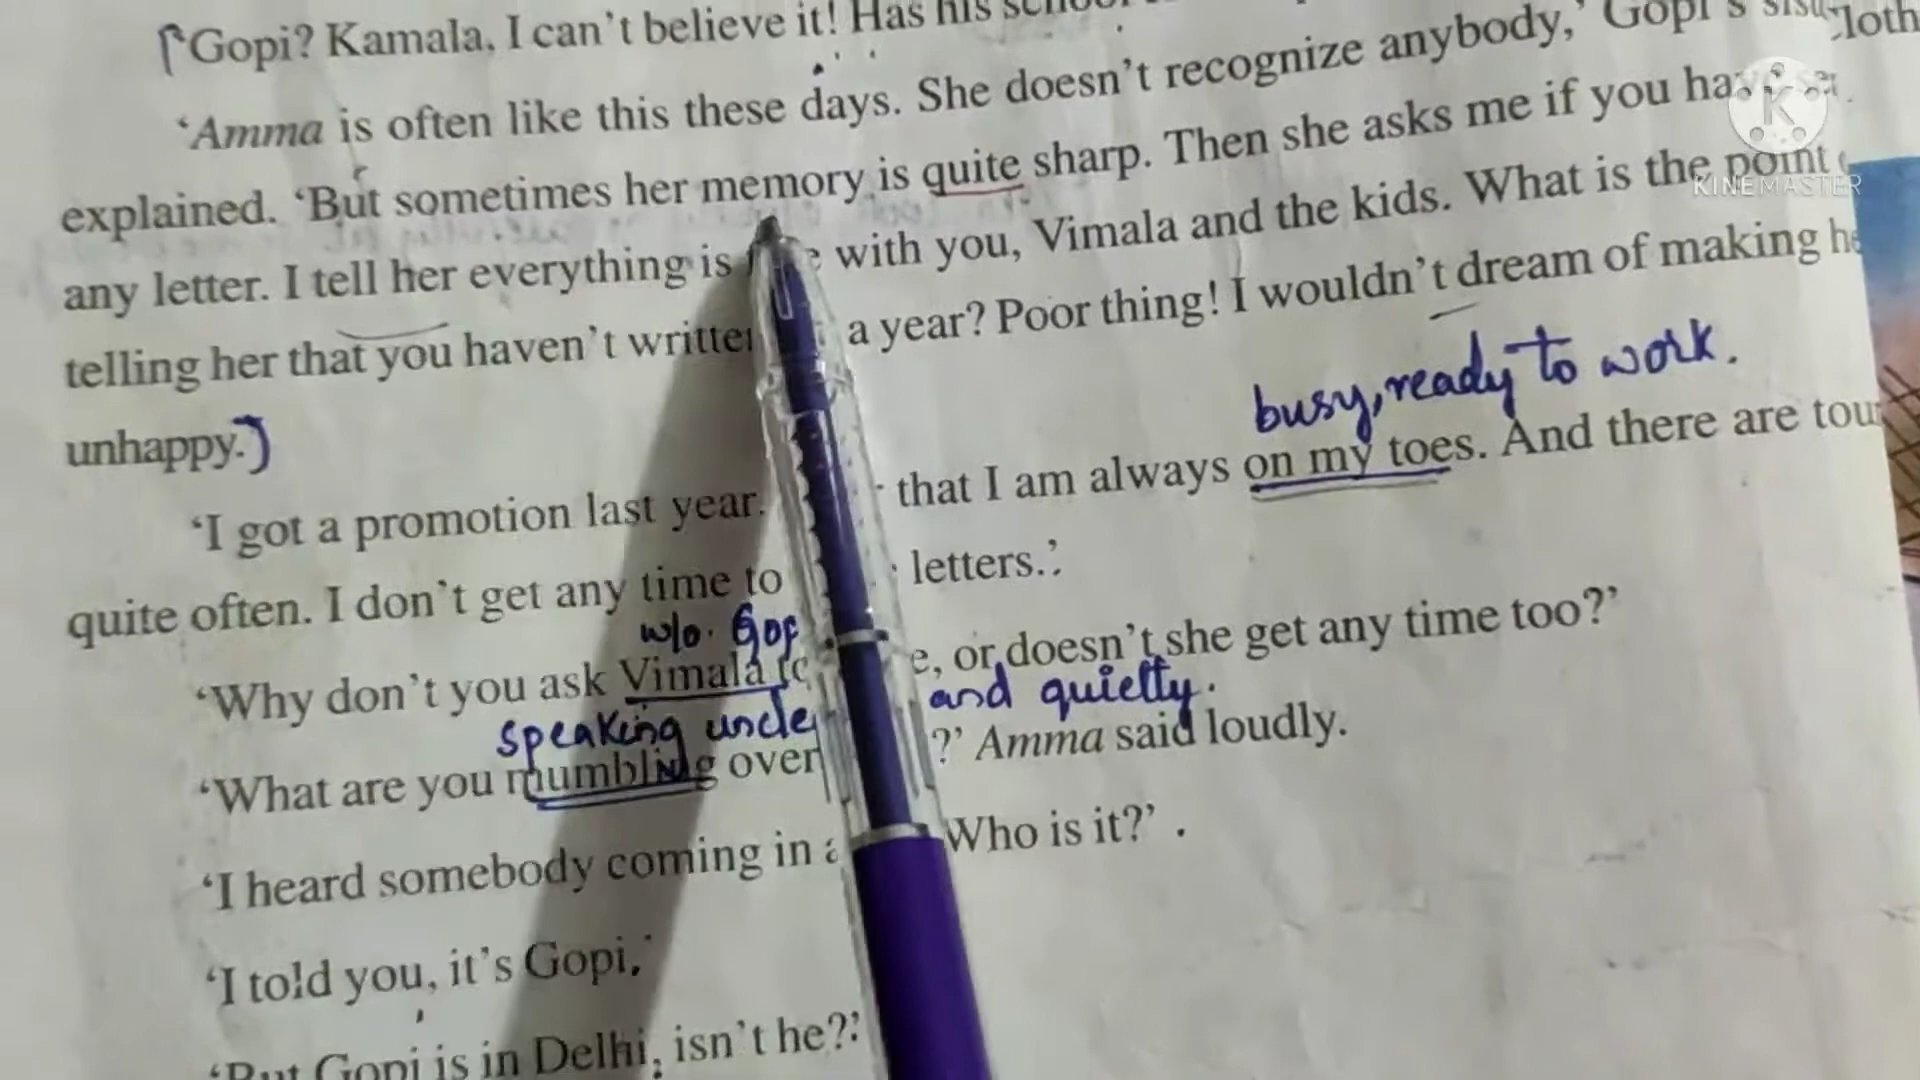 'Gopi? Kamala, I can't believe it! Has his
'Amma is often like this these days. She doesn't recognize anybody,' Gopi's
explained. 'But sometimes her memory is quite sharp. Then she asks me if you have
any letter. I tell her everything is with you, Vimala and the kids. What is the point
telling her that you haven't written a year? Poor thing! I wouldn't dream of making
unhappy.'
busy, ready to work.
'I got a promotion last year. that I am always on my toes. And there are
quite often. I don't get any time to letters.'
w/o. Gop
'Why don't you ask Vimala or doesn't she get any time too?'
speaking and quietly.
'What are you mumbling over ?' Amma said loudly.
'I heard somebody coming in Who is it?'.
'I told you, it's Gopi,'
'But Gopi is in Delhi, isn't he?'
KINEMASTER
K